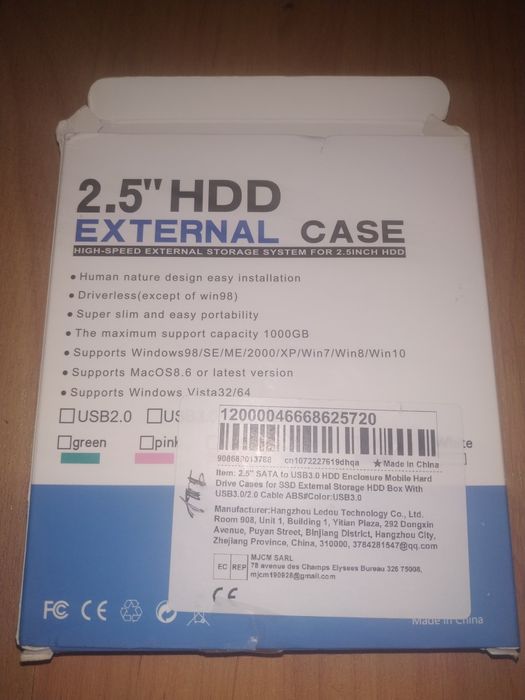 2.5" HDD
EXTERNAL CASE
HIGH-SPEED EXTERNAL STORAGE SYSTEM FOR 2.5INCH HDD
• Human nature design easy installation
• Driverless(except of win98)
• Super slim and easy portability
• The maximum support capacity 1000GB
• Supports Windows98/SE/ME/2000/XP/Win7/Win8/Win10
• Supports MacOS8.6 or latest version
• Supports Windows Vista32/64
USB2.0
green
pink
12000046668625720
cn1072227619dhqa ★Made in China
Item: 2.5" SATA to USB3.0 HDD Enclosure Mobile Hard
Drive Cases for SSD External Storage HDD Box With
USB3.0/2.0 Cable ABS#Color:USB3.0
Manufacturer:Hangzhou Ledou Technology Co., Ltd.
Room 908, Unit 1, Building 1, Yitian Plaza, 292 Dongxin
Avenue, Puyan Street, Binjiang District, Hangzhou City,
Zhejiang Province, China, 310000, 3784281547@qq.com
EC REP
MJCM SARL
78 avenue des Champs Elysees Bureau 326 75008,
mjcm190928@gmail.com
CE
FC CE
Made in China